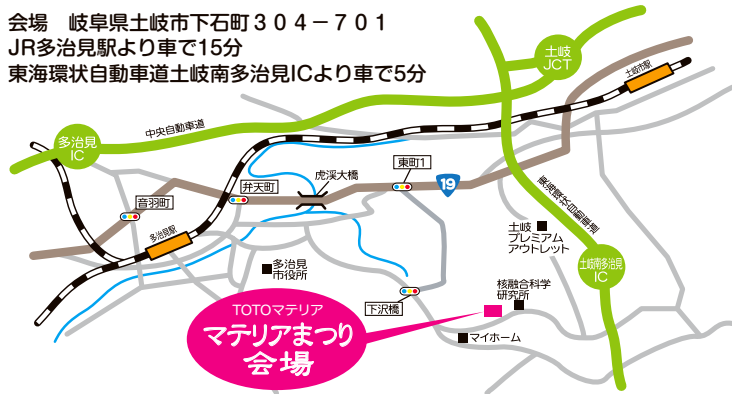 会場　岐阜県土岐市下石町３０４－７０１
JR多治見駅より車で15分
東海環状自動車道土岐南多治見ICより車で5分
土岐
JCT
土岐市駅
中央自動車道
多治見
IC
虎渓大橋
東町1
19
音羽町
弁天町
東海環状自動車道
多治見駅
土岐
プレミアム
アウトレット
多治見
市役所
土岐南多治見
IC
核融合科学
研究所
下沢橋
TOTOマテリア
マテリアまつり
会場
マイホーム